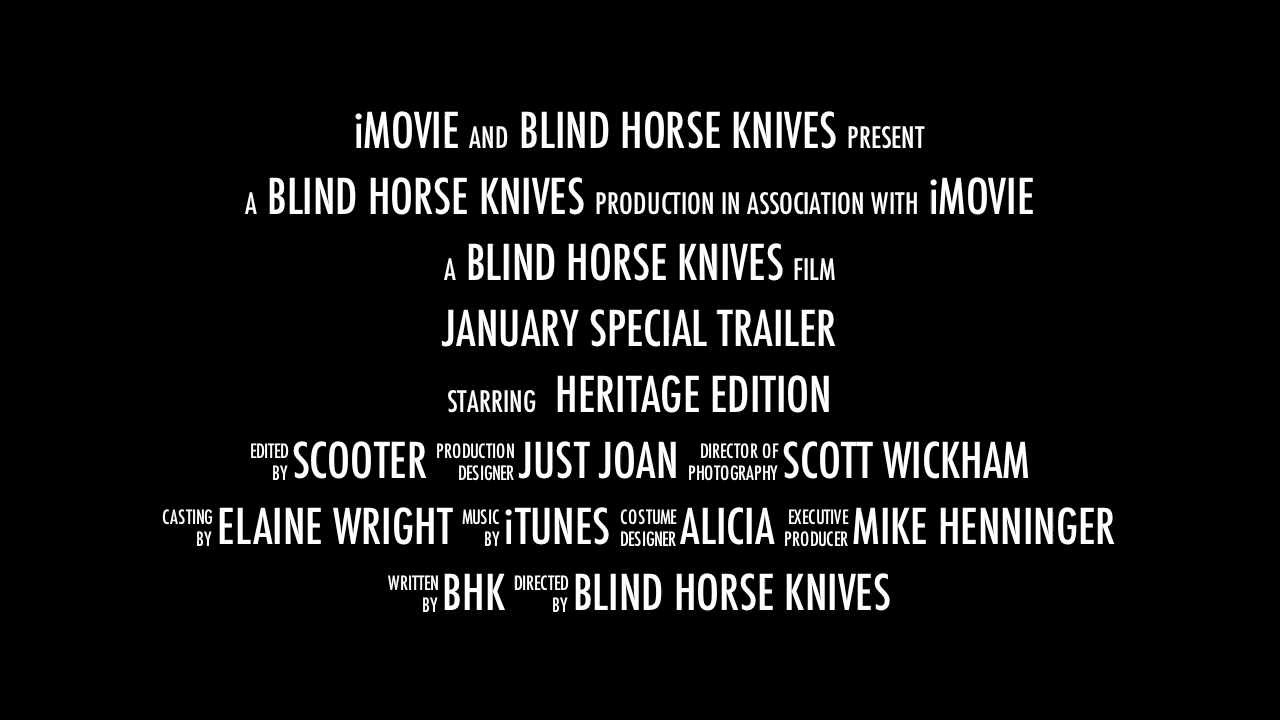 iMOVIE AND BLIND HORSE KNIVES PRESENT
A BLIND HORSE KNIVES PRODUCTION IN ASSOCIATION WITH iMOVIE
A BLIND HORSE KNIVES FILM
JANUARY SPECIAL TRAILER
STARRING HERITAGE EDITION
EDITED BY SCOOTER PRODUCTION DESIGNER JUST JOAN DIRECTOR OF PHOTOGRAPHY SCOTT WICKHAM
CASTING BY ELAINE WRIGHT MUSIC BY iTUNES COSTUME DESIGNER ALICIA EXECUTIVE PRODUCER MIKE HENNINGER
WRITTEN BY BHK DIRECTED BY BLIND HORSE KNIVES